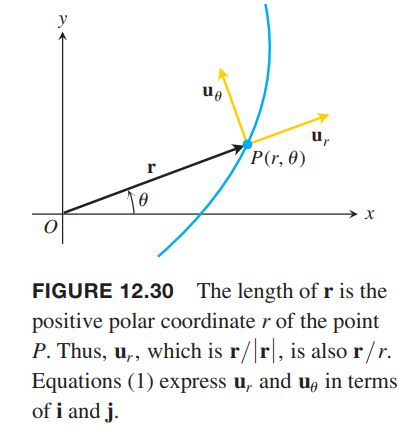 y
u_θ
u_r
P(r, θ)
r
θ
x
O
FIGURE 12.30 The length of r is the
positive polar coordinate r of the point
P. Thus, u_r, which is r/|r|, is also r/r.
Equations (1) express u_r and u_θ in terms
of i and j.